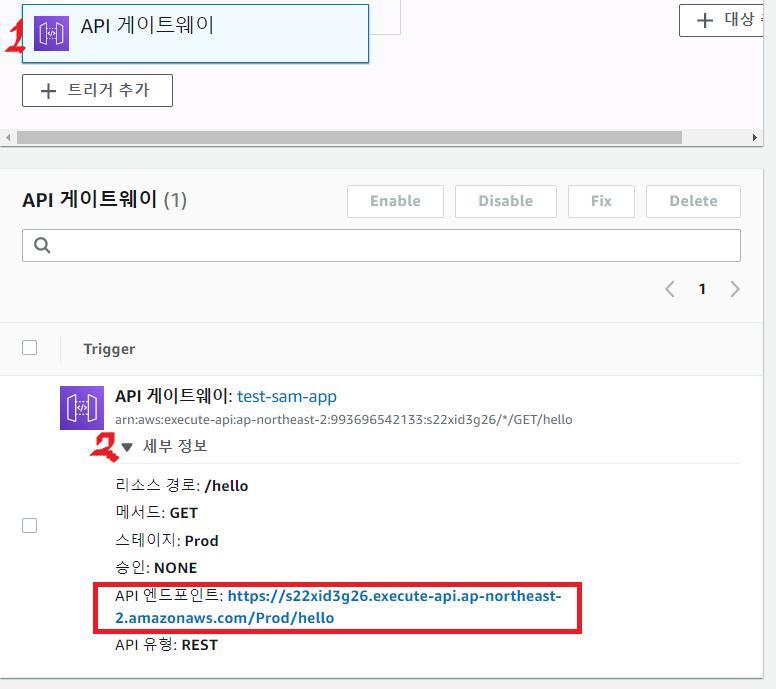 1
API 게이트웨이
+ 대상
+ 트리거 추가
API 게이트웨이 (1)
Enable
Disable
Fix
Delete
1
Trigger
API 게이트웨이: test-sam-app
arn:aws:execute-api:ap-northeast-2:993696542133:s22xid3g26/*/GET/hello
2
▼ 세부 정보
리소스 경로: /hello
메서드: GET
스테이지: Prod
승인: NONE
API 엔드포인트: https://s22xid3g26.execute-api.ap-northeast-
2.amazonaws.com/Prod/hello
API 유형: REST